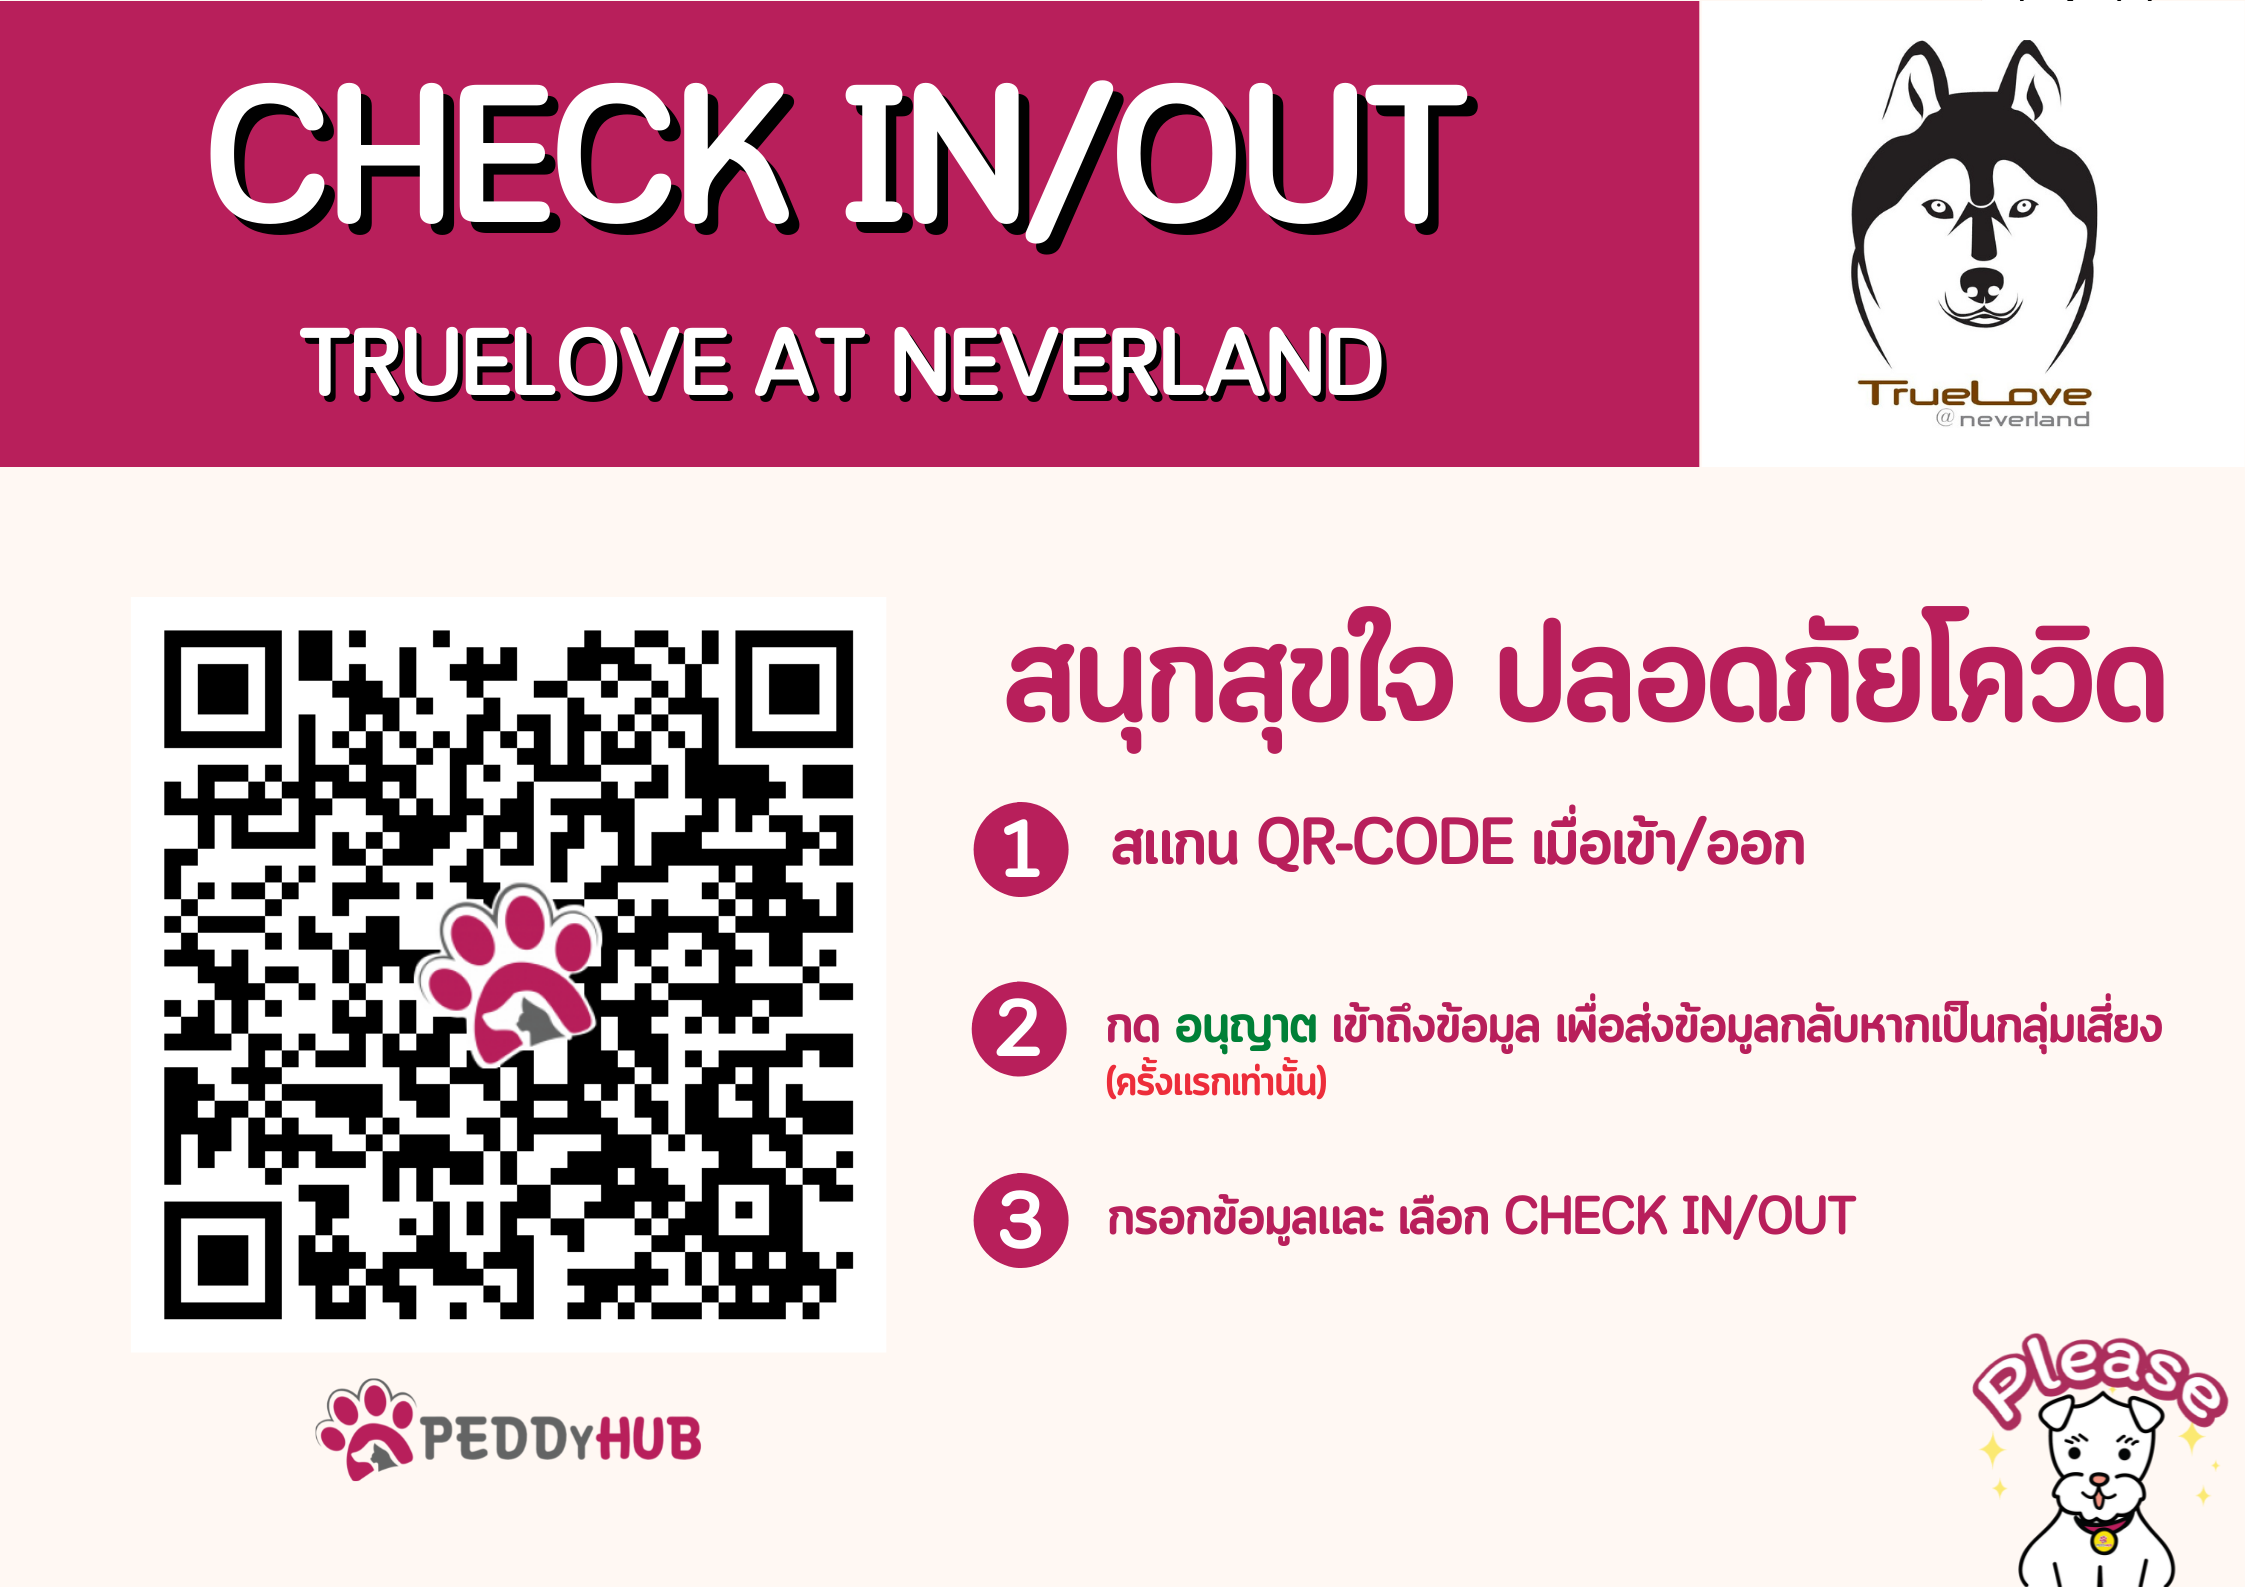 CHECK IN/OUT
TRUELOVE AT NEVERLAND
TrueLove
@neverland
สนุกสุขใจ ปลอดภัยโควิด
1 สแกน QR-CODE เมื่อเข้า/ออก
2 กด อนุญาต เข้าถึงข้อมูล เพื่อส่งข้อมูลกลับหากเป็นกลุ่มเสี่ยง
(ครั้งแรกเท่านั้น)
3 กรอกข้อมูลและ เลือก CHECK IN/OUT
PEDDyHUB
Please